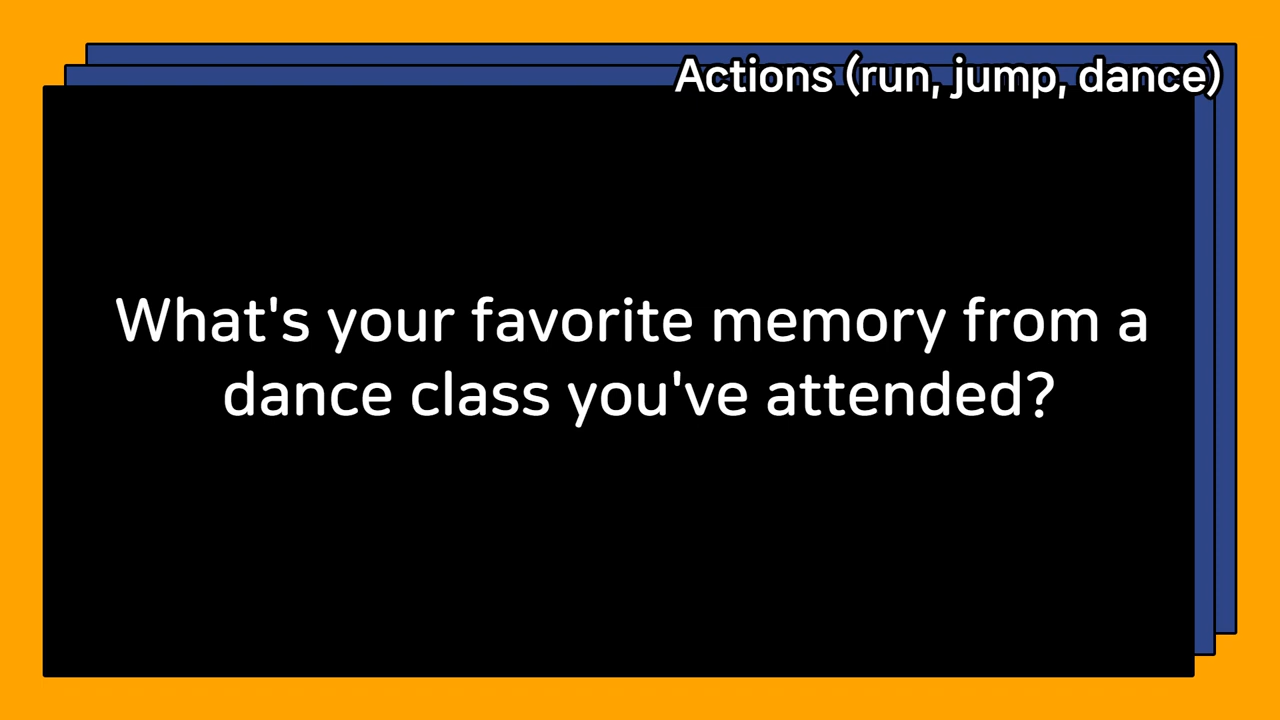 Actions (run, jump, dance)
What's your favorite memory from a
dance class you've attended?